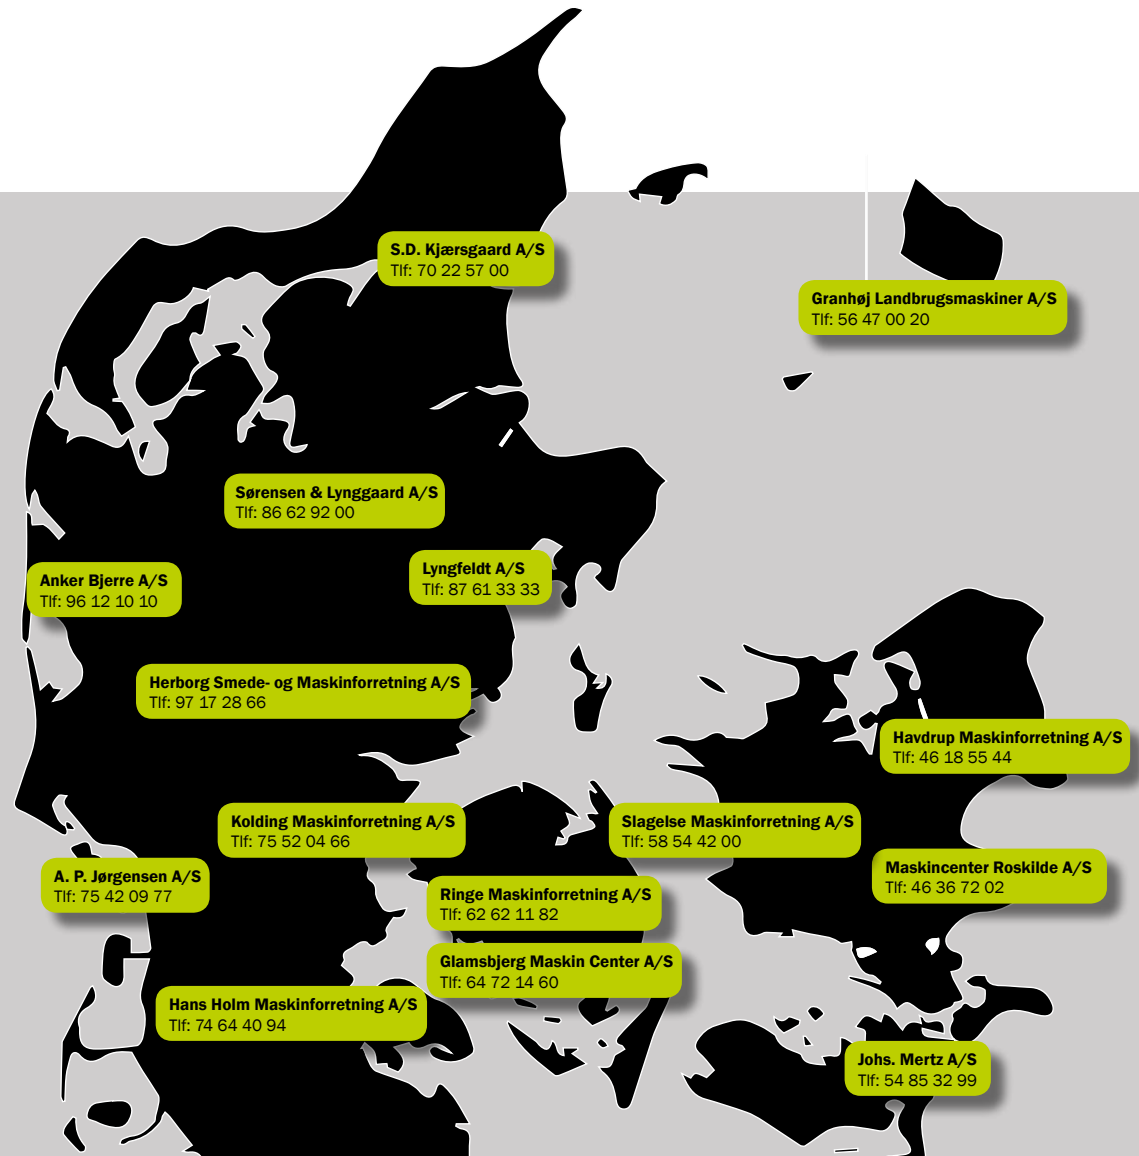 S.D. Kjærsgaard A/S
Tlf: 70 22 57 00
Granhøj Landbrugsmaskiner A/S
Tlf: 56 47 00 20
Sørensen & Lynggaard A/S
Tlf: 86 62 92 00
Lyngfeldt A/S
Tlf: 87 61 33 33
Anker Bjerre A/S
Tlf: 96 12 10 10
Herborg Smede- og Maskinforretning A/S
Tlf: 97 17 28 66
Havdrup Maskinforretning A/S
Tlf: 46 18 55 44
Kolding Maskinforretning A/S
Tlf: 75 52 04 66
Slagelse Maskinforretning A/S
Tlf: 58 54 42 00
Maskincenter Roskilde A/S
Tlf: 46 36 72 02
A. P. Jørgensen A/S
Tlf: 75 42 09 77
Ringe Maskinforretning A/S
Tlf: 62 62 11 82
Glamsbjerg Maskin Center A/S
Tlf: 64 72 14 60
Hans Holm Maskinforretning A/S
Tlf: 74 64 40 94
Johs. Mertz A/S
Tlf: 54 85 32 99